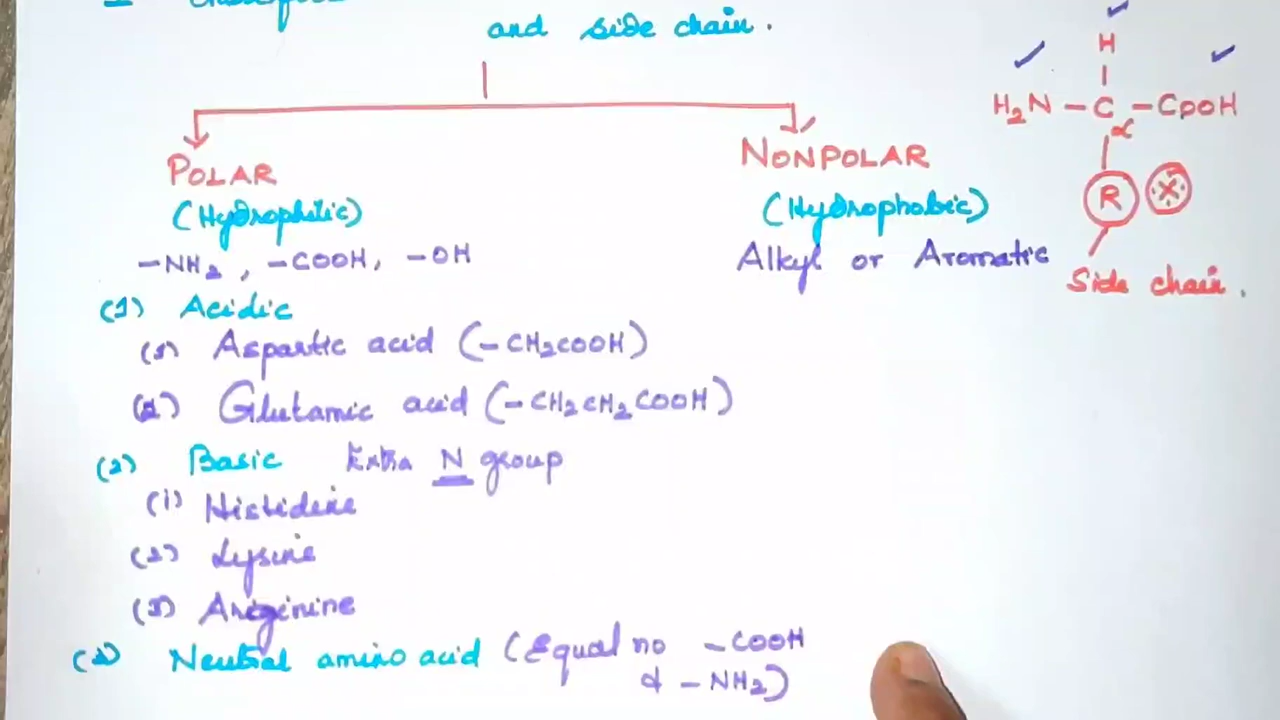 and side chain.
POLAR
(Hydrophilic)
-NH2, -COOH, -OH
NONPOLAR
(Hydrophobic)
Alkyl or Aromatic
H
H2N - C - COOH
α
R
Side chain.
(1) Acidic
(1) Aspartic acid (-CH2COOH)
(2) Glutamic acid (-CH2CH2COOH)
(2) Basic Extra N group
(1) Histidine
(2) Lysine
(3) Arginine
(3) Neutral amino acid (Equal no -COOH
& -NH2)